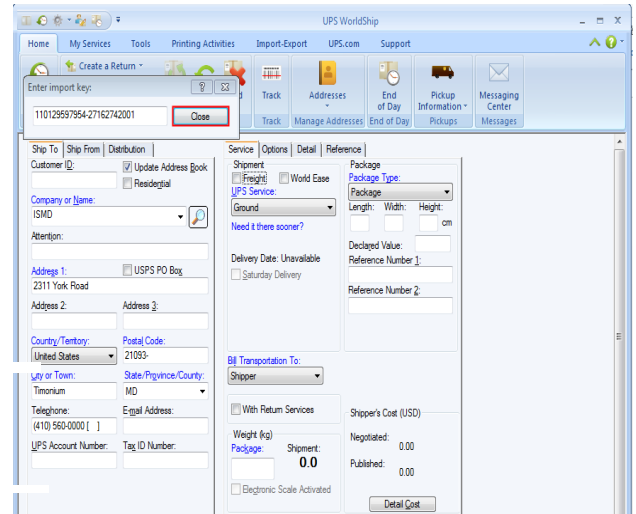 UPS WorldShip
Home My Services Tools Printing Activities Import-Export UPS.com Support
Create a Return
Enter import key:
110129597954-27162742001
Close
Track
Addresses
End of Day
Pickup Information
Messaging Center
Track Manage Addresses End of Day Pickups Messages
Ship To Ship From Distribution
Customer ID:
Update Address Book
Residential
Company or Name:
ISMD
Attention:
Address 1: USPS PO Box
2311 York Road
Address 2: Address 3:
Country/Territory: Postal Code:
United States 21093-
City or Town: State/Province/County:
Timonium MD
Telephone: E-mail Address:
(410) 560-0000 [ ]
UPS Account Number: Tax ID Number:
Service Options Detail Reference
Shipment
Freight World Ease
UPS Service:
Ground
Need it there sooner?
Delivery Date: Unavailable
Saturday Delivery
Bill Transportation To:
Shipper
With Return Services
Weight (kg)
Package: Shipment:
0.0
Electronic Scale Activated
Package
Package Type:
Package
Length: Width: Height:
cm
Declared Value:
Reference Number 1:
Reference Number 2:
Shipper's Cost (USD)
Negotiated:
0.00
Published:
0.00
Detail Cost